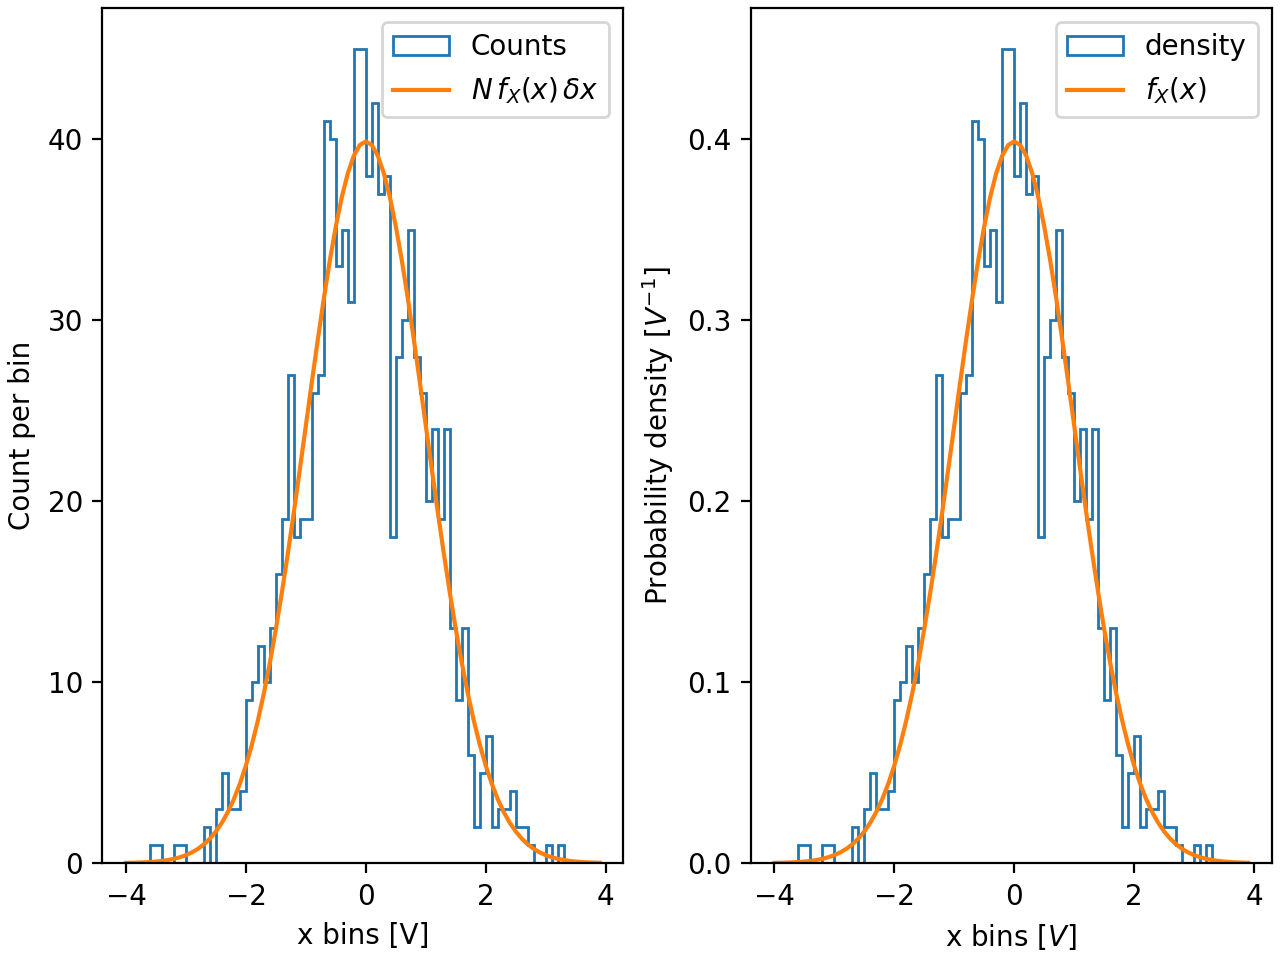 Counts
N f_X(x) δx
40
30
20
10
0
Count per bin
−4
−2
0
2
4
x bins [V]
density
f_X(x)
0.4
0.3
0.2
0.1
0.0
Probability density [V⁻¹]
−4
−2
0
2
4
x bins [V]